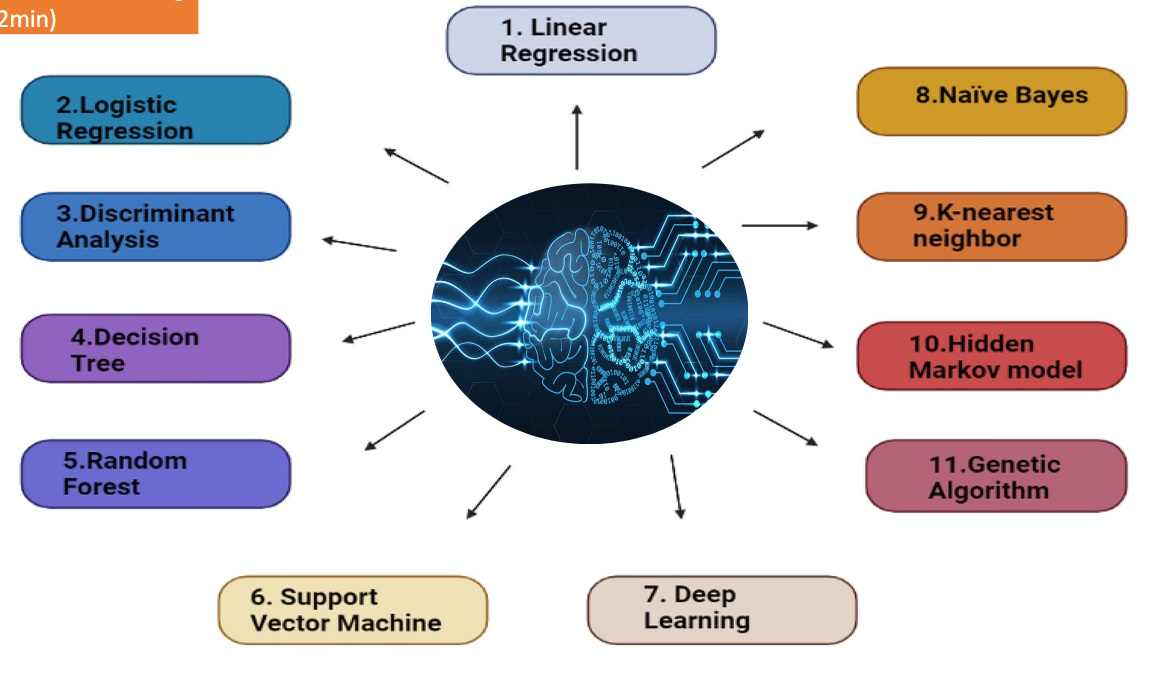 2min)
1. Linear
Regression
2.Logistic
Regression
3.Discriminant
Analysis
4.Decision
Tree
5.Random
Forest
6. Support
Vector Machine
7. Deep
Learning
8.Naïve Bayes
9.K-nearest
neighbor
10.Hidden
Markov model
11.Genetic
Algorithm